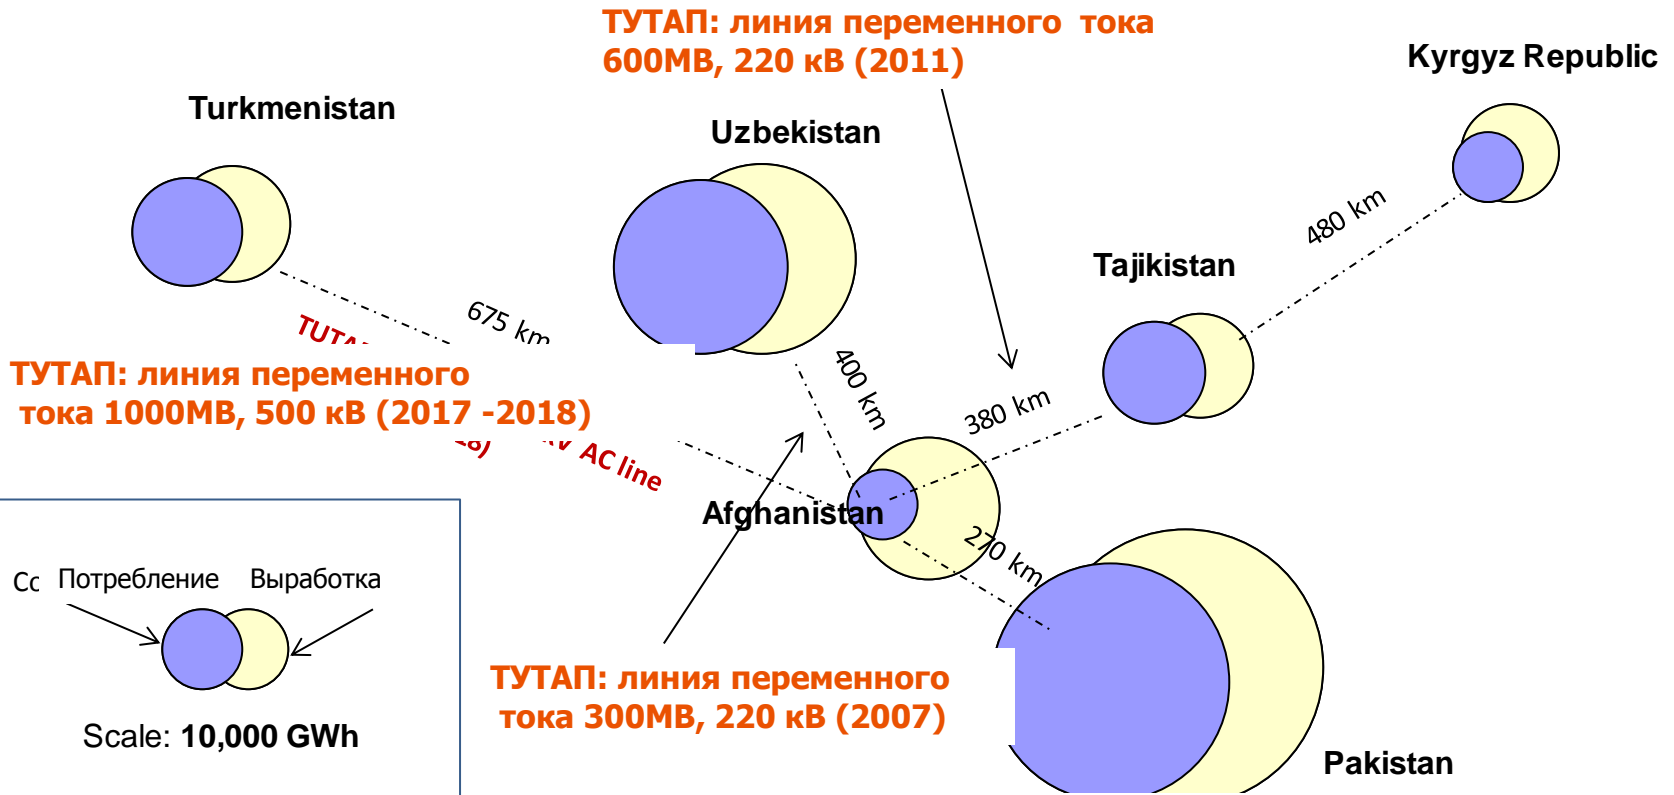 ТУТАП: линия переменного тока
600МВ, 220 кВ (2011)
Kyrgyz Republic
Turkmenistan
Uzbekistan
480 km
Tajikistan
675 km
400 km
ТУТАП: линия переменного
тока 1000МВ, 500 кВ (2017 -2018)
380 km
AC line
Afghanistan
270 km
Потребление Выработка
ТУТАП: линия переменного
тока 300МВ, 220 кВ (2007)
Scale: 10,000 GWh
Pakistan